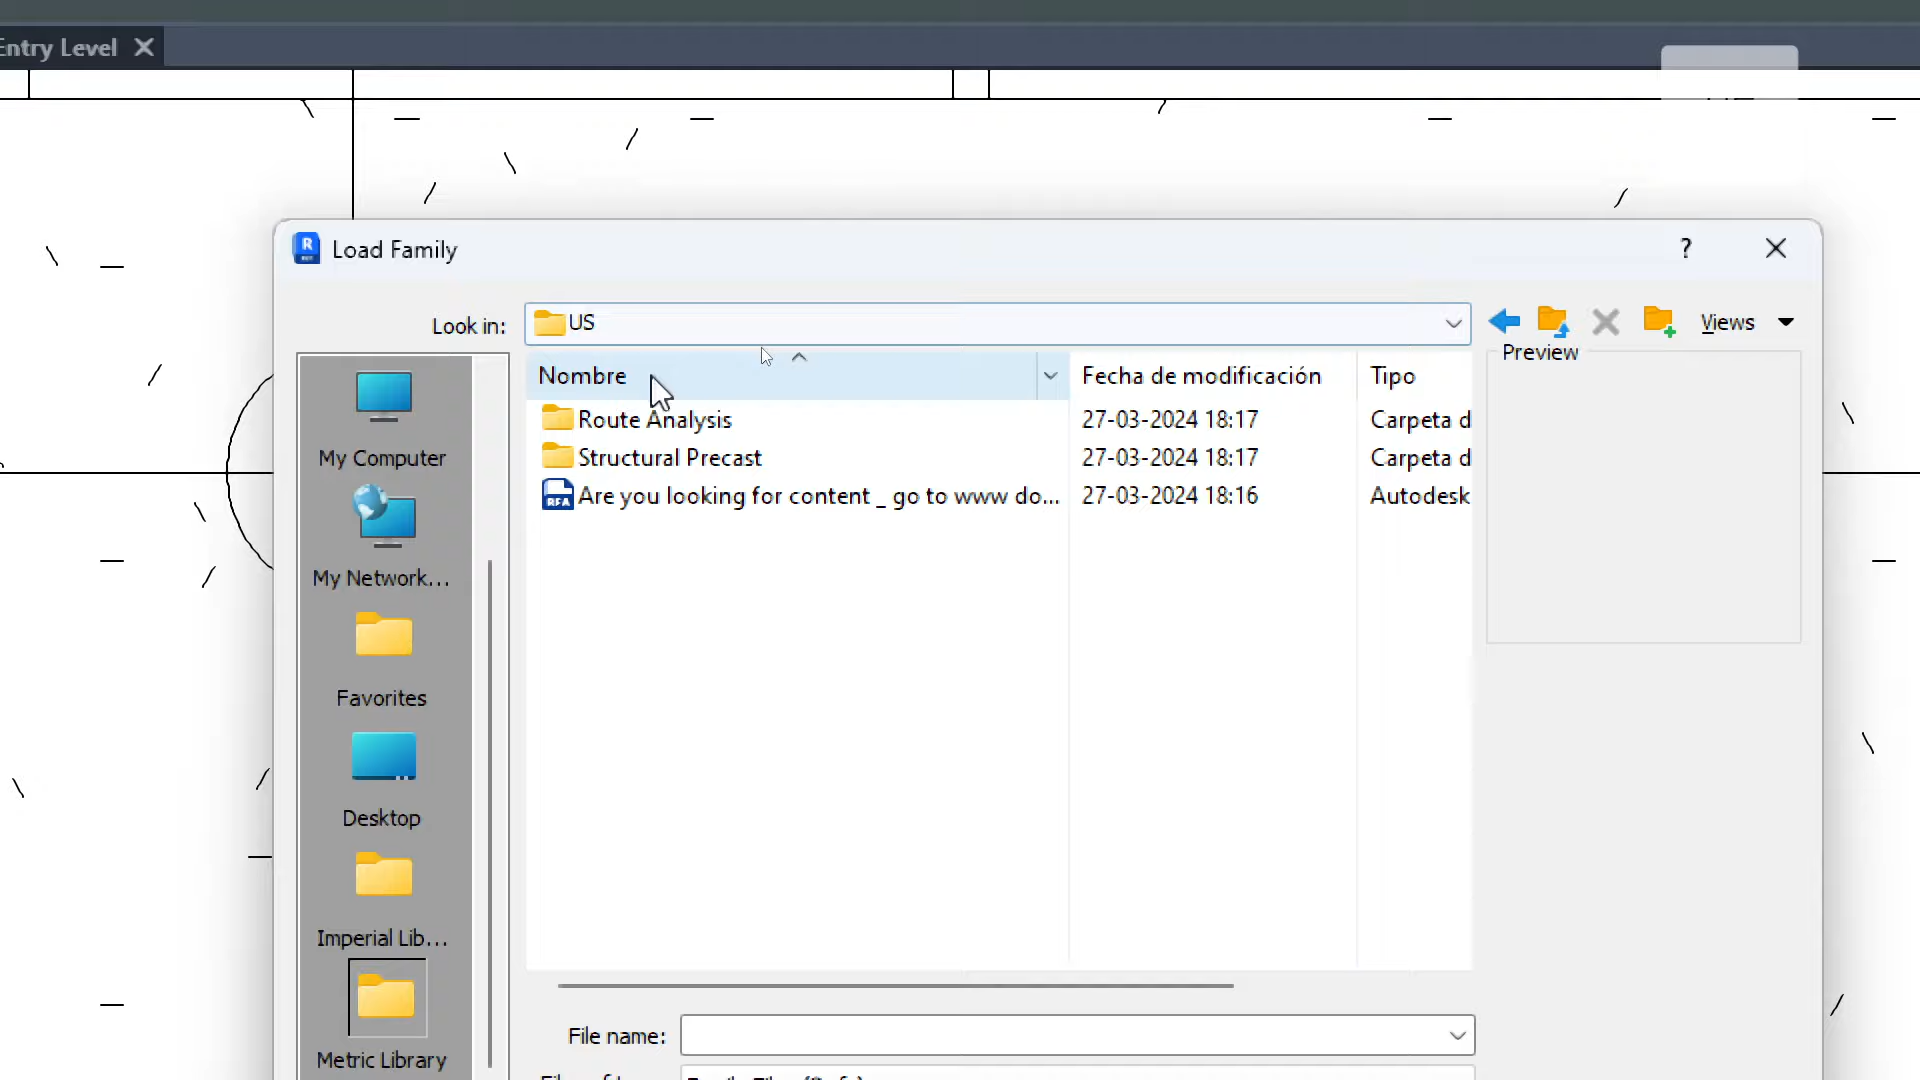 Entry Level
Load Family
?
Look in:
US
Views
Preview
Nombre
Fecha de modificación
Tipo
Route Analysis
27-03-2024 18:17
Carpeta d
Structural Precast
27-03-2024 18:17
Carpeta d
RFA
Are you looking for content _ go to www do...
27-03-2024 18:16
Autodesk
My Computer
My Network...
Favorites
Desktop
Imperial Lib...
Metric Library
File name: